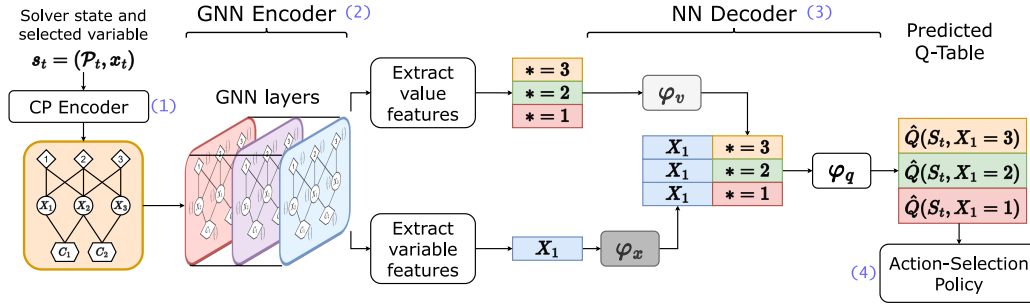 Solver state and
selected variable
s_t = (𝒫_t, x_t)
CP Encoder
(1)
1 2 3
X_1 X_2 X_3
C_1 C_2
GNN Encoder (2)
GNN layers
Extract
value
features
Extract
variable
features
* = 3
* = 2
* = 1
X_1
NN Decoder (3)
φ_v
φ_x
X_1 * = 3
X_1 * = 2
X_1 * = 1
φ_q
Predicted
Q-Table
Q̂(S_t, X_1 = 3)
Q̂(S_t, X_1 = 2)
Q̂(S_t, X_1 = 1)
(4)
Action-Selection
Policy